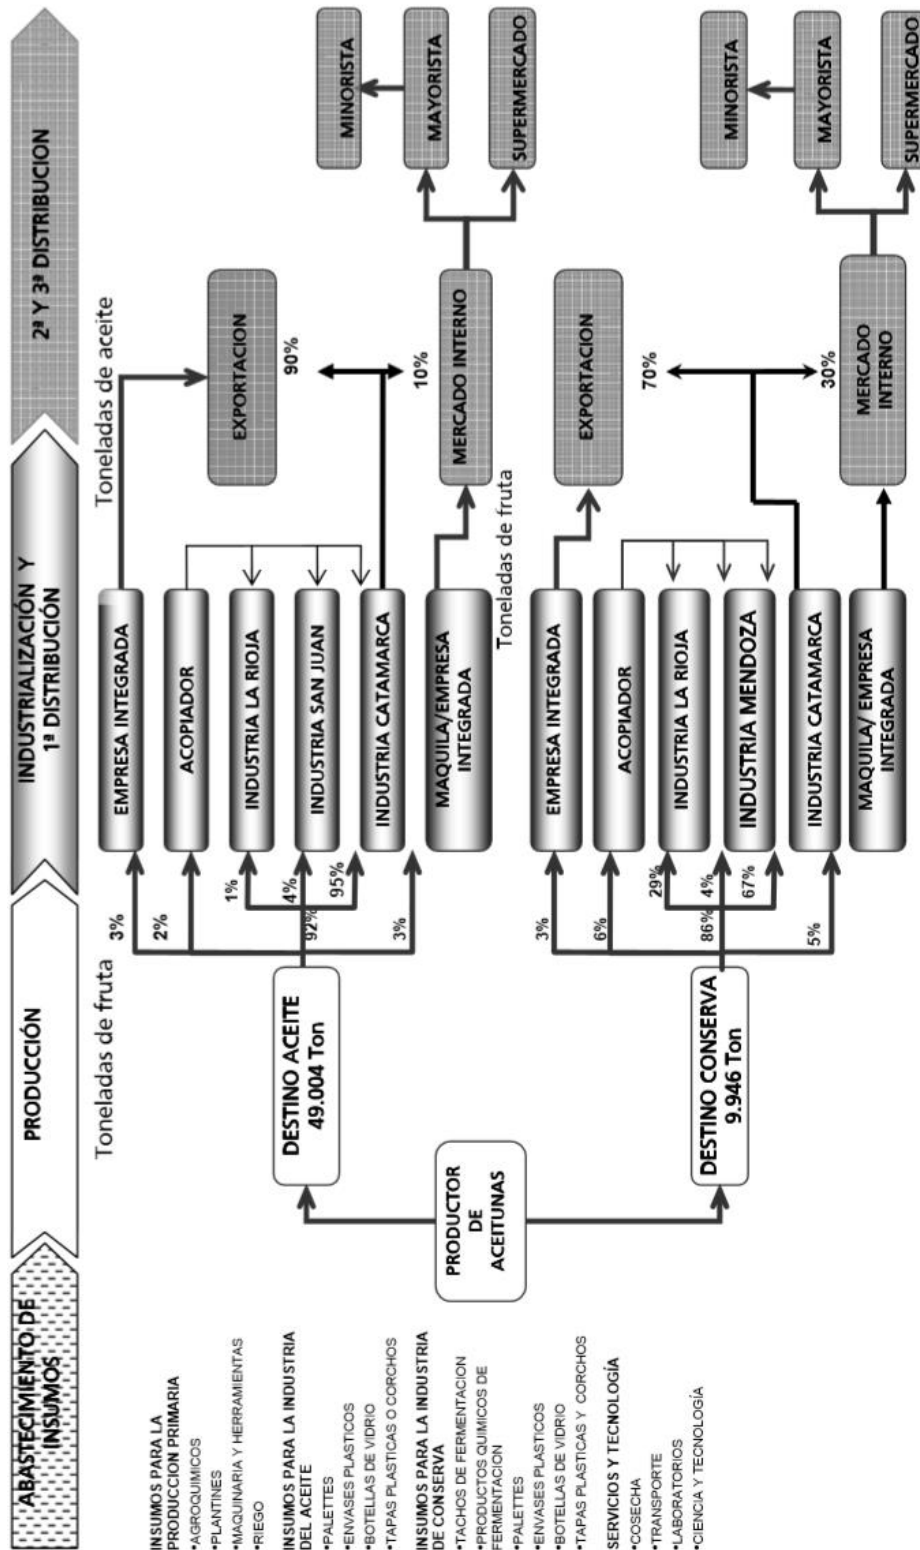 ABASTECIMIENTO DE
INSUMOS
PRODUCCIÓN
INDUSTRIALIZACIÓN Y
1ª DISTRIBUCIÓN
2ª Y 3ª DISTRIBUCION
Toneladas de fruta
Toneladas de aceite
INSUMOS PARA LA
PRODUCCION PRIMARIA
•AGROQUIMICOS
•PLANTINES
•MAQUINARIA Y HERRAMIENTAS
•RIEGO
INSUMOS PARA LA INDUSTRIA
DEL ACEITE
•PALETTES
•ENVASES PLASTICOS
•BOTELLAS DE VIDRIO
•TAPAS PLASTICAS O CORCHOS
INSUMOS PARA LA INDUSTRIA
DE CONSERVA
•TACHOS DE FERMENTACION
•PRODUCTOS QUIMICOS DE
FERMENTACION
•PALETTES
•ENVASES PLASTICOS
•BOTELLAS DE VIDRIO
•TAPAS PLASTICAS Y CORCHOS
SERVICIOS Y TECNOLOGÍA
•COSECHA
•TRANSPORTE
•LABORATORIOS
•CIENCIA Y TECNOLOGÍA
PRODUCTOR
DE
ACEITUNAS
DESTINO ACEITE
49.004 Ton
3%
2%
92%
1%
4%
95%
3%
EMPRESA INTEGRADA
ACOPIADOR
INDUSTRIA LA RIOJA
INDUSTRIA SAN JUAN
INDUSTRIA CATAMARCA
MAQUILA/EMPRESA
INTEGRADA
EXPORTACION
90%
10%
MERCADO INTERNO
MINORISTA
MAYORISTA
SUPERMERCADO
Toneladas de fruta
DESTINO CONSERVA
9.946 Ton
3%
6%
86%
29%
4%
67%
5%
EMPRESA INTEGRADA
ACOPIADOR
INDUSTRIA LA RIOJA
INDUSTRIA MENDOZA
INDUSTRIA CATAMARCA
MAQUILA/ EMPRESA
INTEGRADA
EXPORTACION
70%
30%
MERCADO
INTERNO
MINORISTA
MAYORISTA
SUPERMERCADO